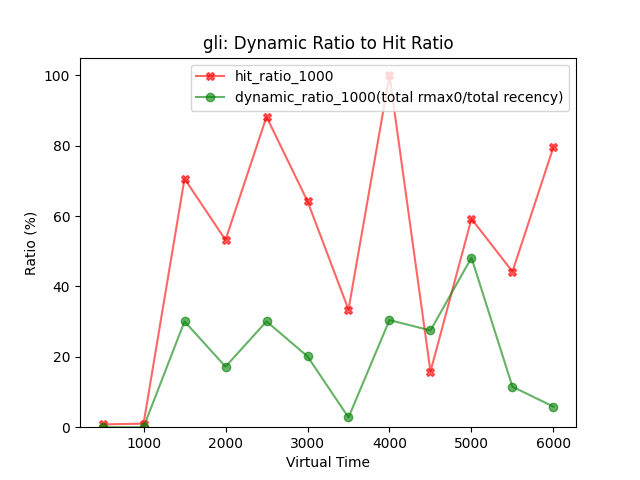 gli: Dynamic Ratio to Hit Ratio
hit_ratio_1000
dynamic_ratio_1000(total rmax0/total recency)
Ratio (%)
100
80
60
40
20
0
1000 2000 3000 4000 5000 6000
Virtual Time